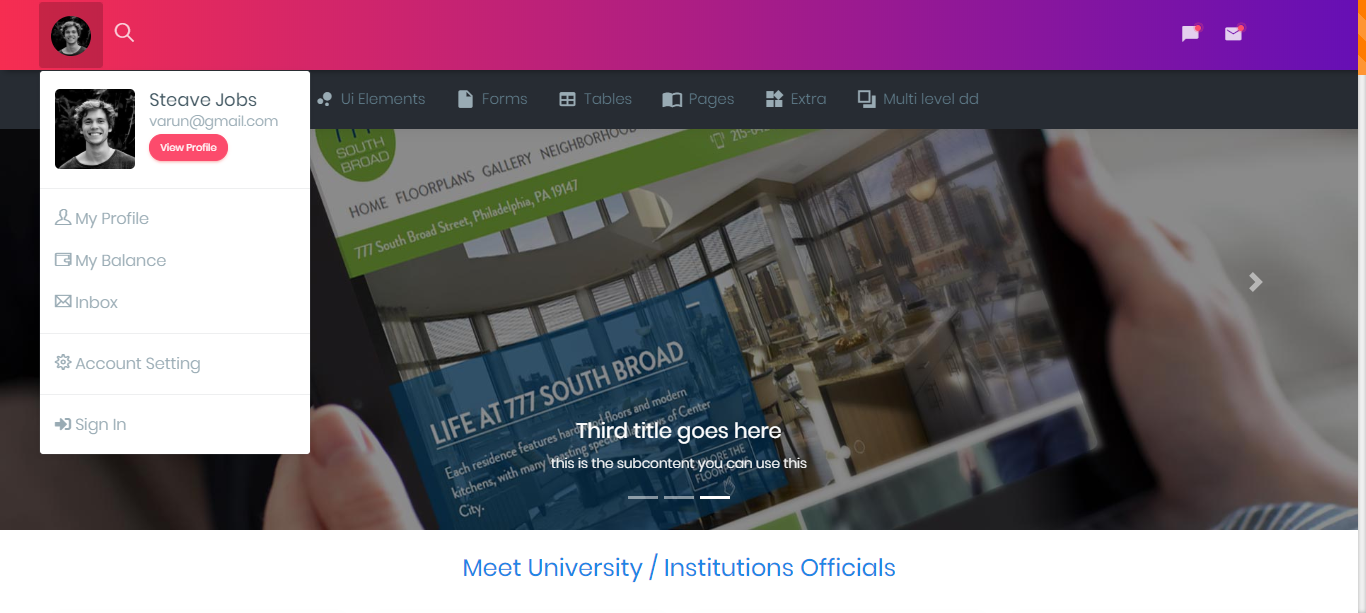 Steave Jobs
varun@gmail.com
View Profile
My Profile
My Balance
Inbox
Account Setting
Sign In
Ui Elements
Forms
Tables
Pages
Extra
Multi level dd
SOUTH
BROAD
HOME FLOORPLANS GALLERY NEIGHBORHOOD
777 South Broad Street, Philadelphia, PA 19147
LIFE AT 777 SOUTH BROAD
Each residence features hardwood floors and modern
kitchens, with many boasting of Center
City.
Third title goes here
this is the subcontent you can use this
Meet University / Institutions Officials